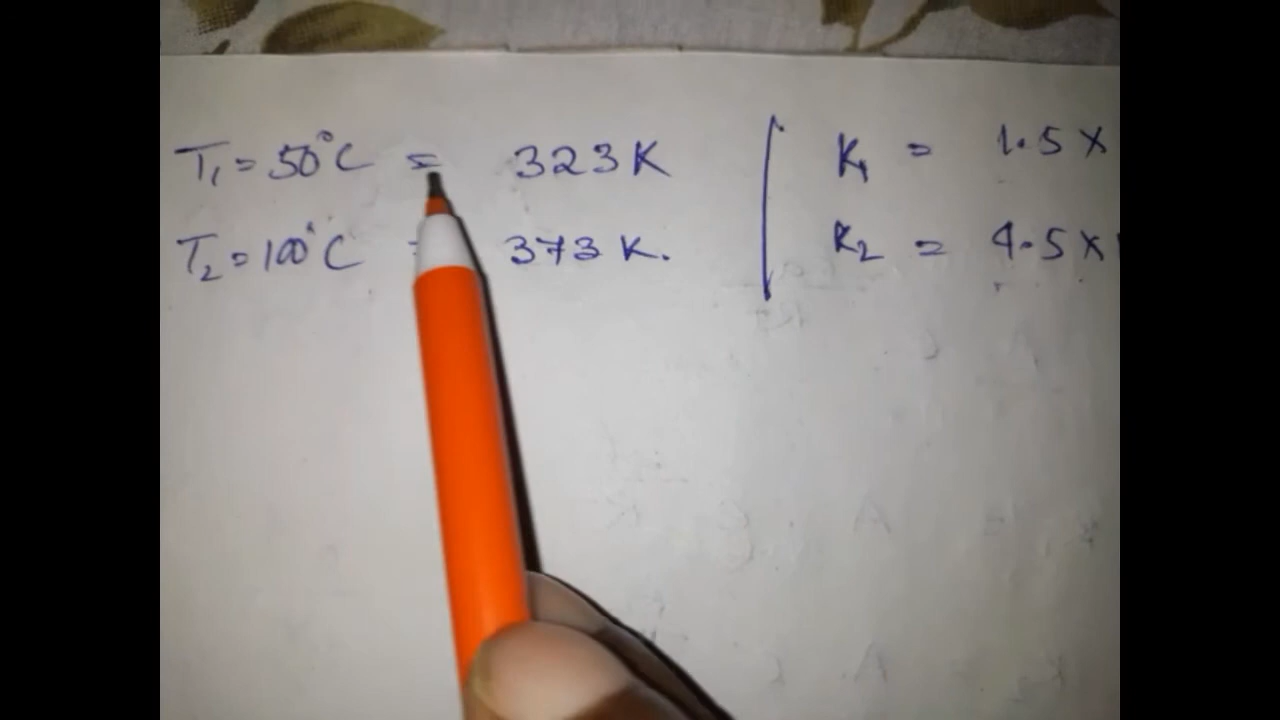 T₁ = 50°C = 323 K | K₁ = 1.5 ×
T₂ = 100°C = 373 K. | K₂ = 4.5 ×